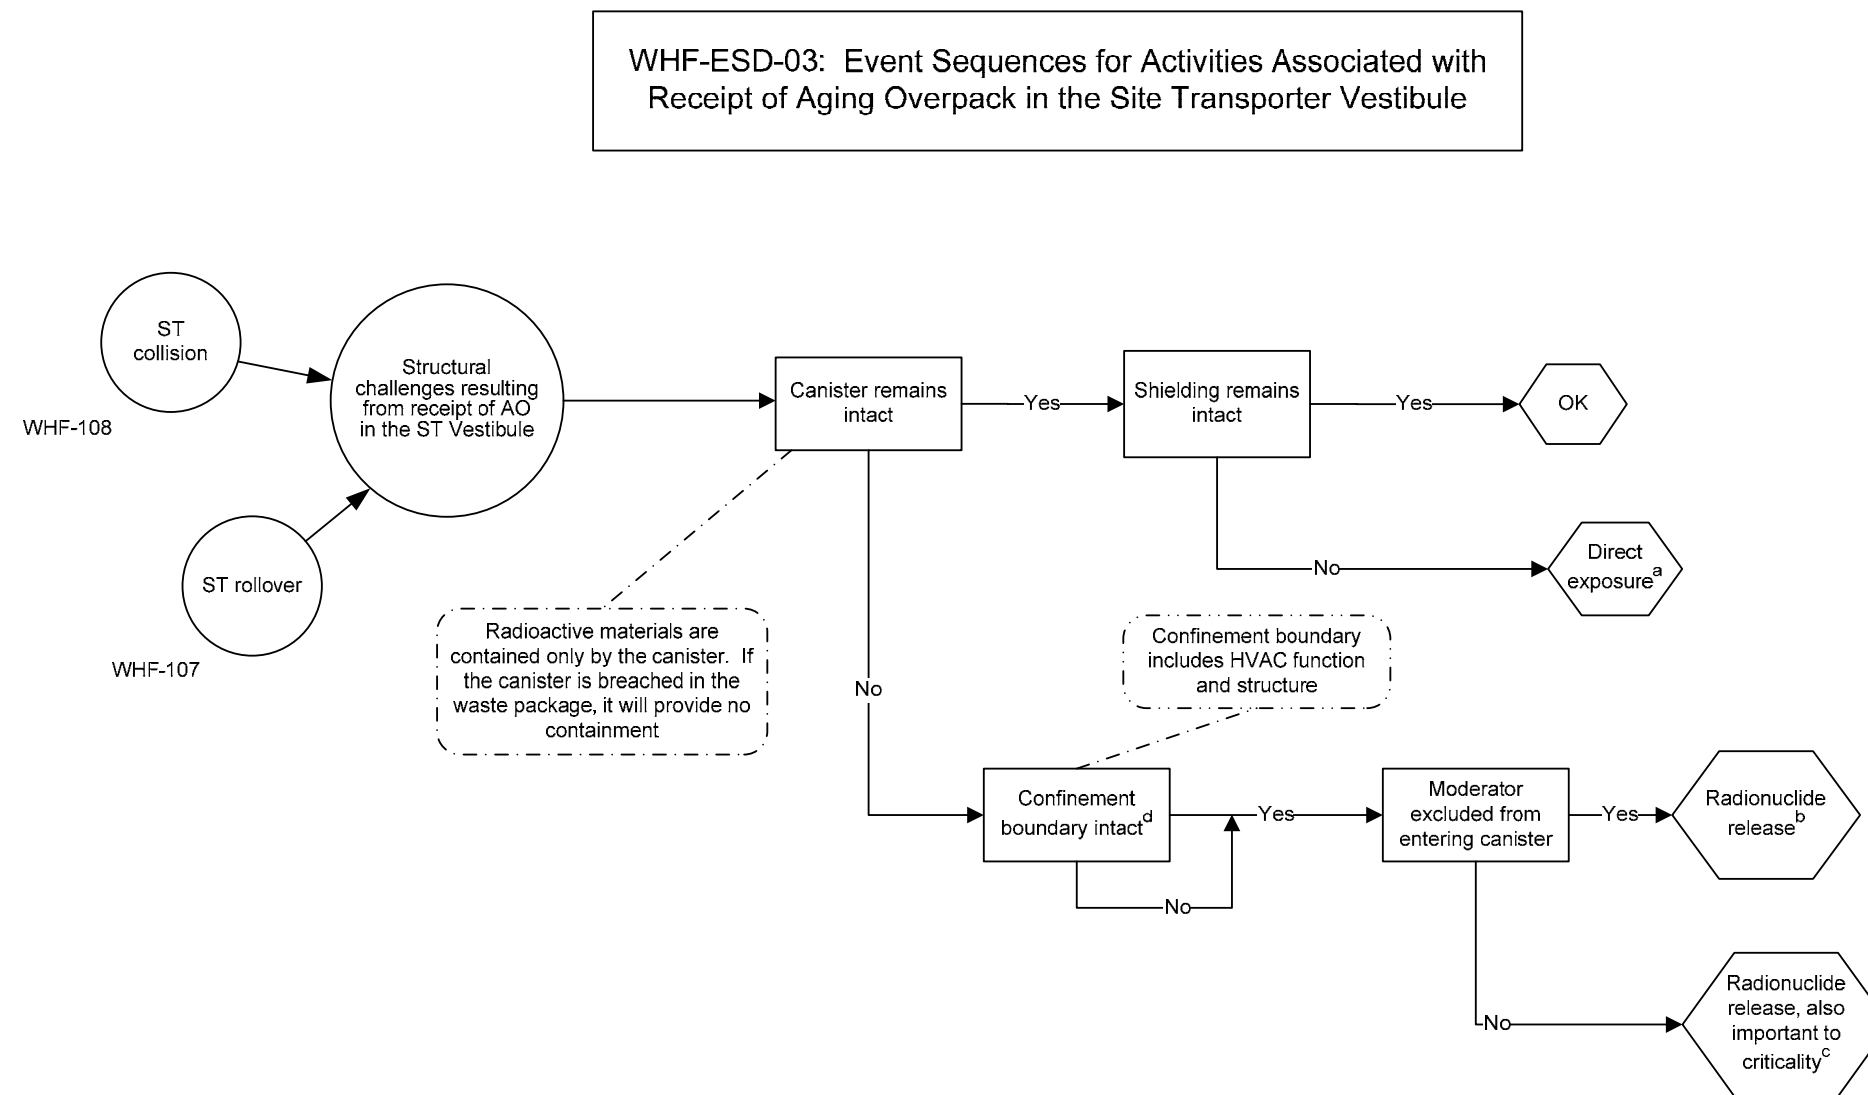 WHF-ESD-03:  Event Sequences for Activities Associated with
Receipt of Aging Overpack in the Site Transporter Vestibule
ST
collision
WHF-108
Structural
challenges resulting
from receipt of AO
in the ST Vestibule
ST rollover
WHF-107
Canister remains
intact
Yes
Shielding remains
intact
Yes
OK
No
Direct
exposure^a
Radioactive materials are
contained only by the canister.  If
the canister is breached in the
waste package, it will provide no
containment
No
Confinement boundary
includes HVAC function
and structure
Confinement
boundary intact^d
Yes
No
Moderator
excluded from
entering canister
Yes
Radionuclide
release^b
No
Radionuclide
release, also
important to
criticality^c